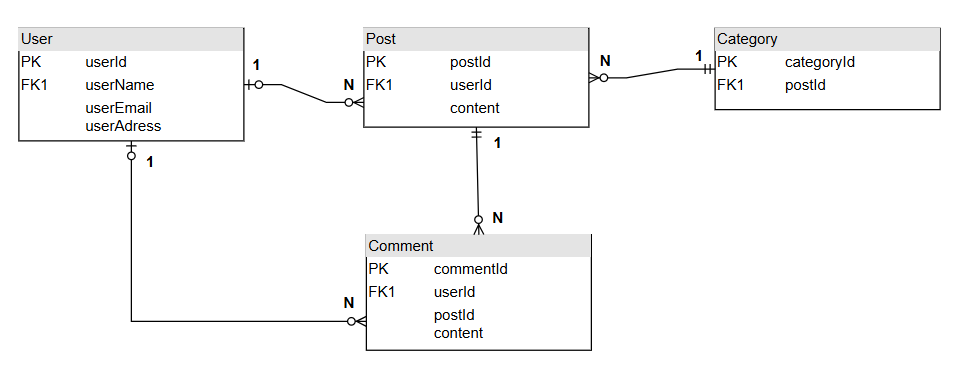 User
PK userId
FK1 userName
userEmail
userAdress
1
N
Post
PK postId
FK1 userId
content
N
1
Category
PK categoryId
FK1 postId
1
1
N
Comment
PK commentId
FK1 userId
postId
content
N